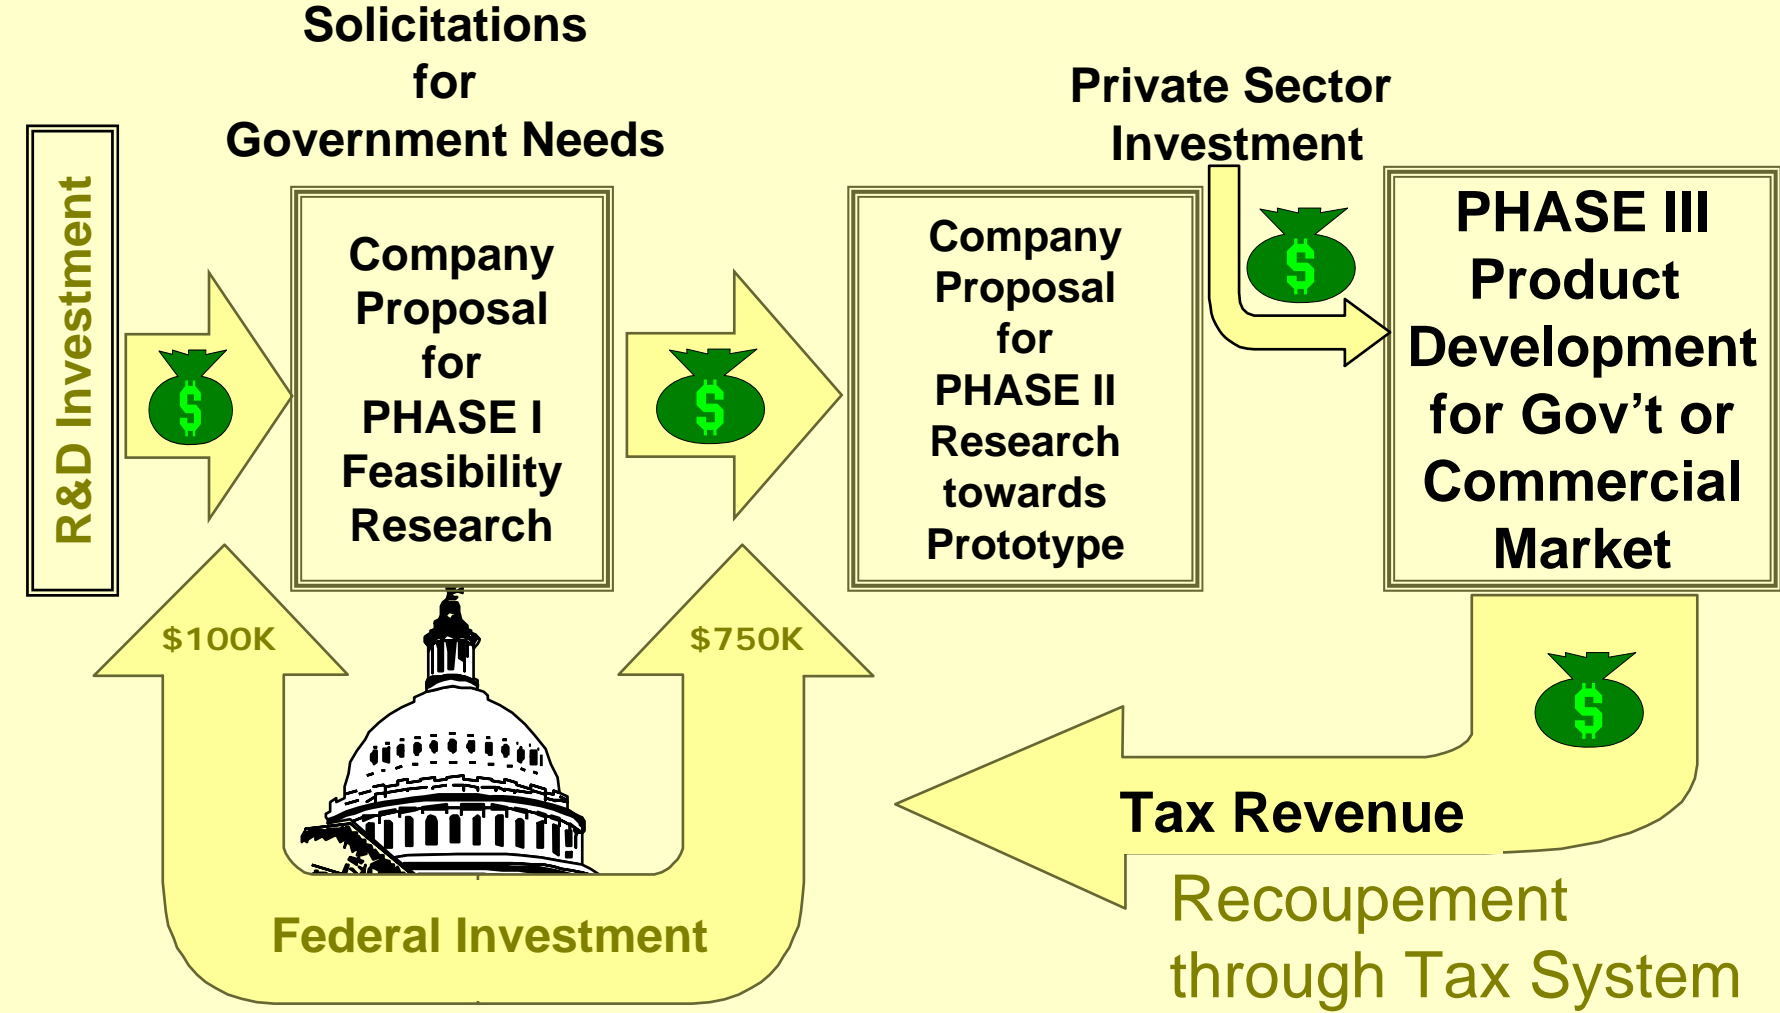 Solicitations
for
Government Needs
Private Sector
Investment
R&D Investment
Company
Proposal
for
PHASE I
Feasibility
Research
Company
Proposal
for
PHASE II
Research
towards
Prototype
PHASE III
Product
Development
for Gov’t or
Commercial
Market
$
$
$
$100K
$750K
$
Tax Revenue
Federal Investment
Recoupement
through Tax System